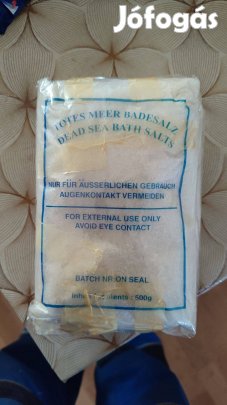 Jófogás
TOTES MEER BADESALZ
DEAD SEA BATH SALTS
NUR FÜR ÄUSSERLICHEN GEBRAUCH
AUGENKONTAKT VERMEIDEN
FOR EXTERNAL USE ONLY
AVOID EYE CONTACT
BATCH NR ON SEAL
: 500g